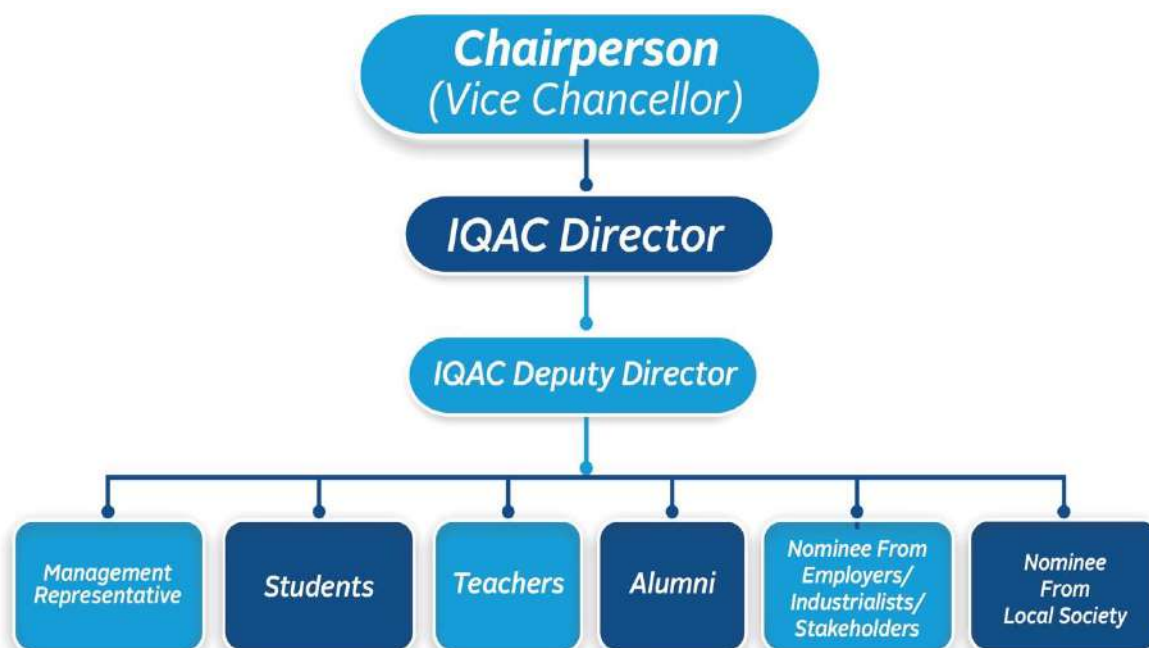 Chairperson
(Vice Chancellor)
IQAC Director
IQAC Deputy Director
Management
Representative
Students
Teachers
Alumni
Nominee From
Employers/
Industrialists/
Stakeholders
Nominee
From
Local Society